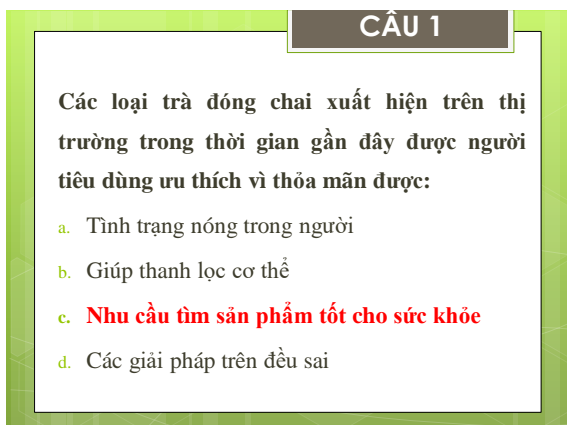 CÂU 1
Các loại trà đóng chai xuất hiện trên thị
trường trong thời gian gần đây được người
tiêu dùng ưu thích vì thỏa mãn được:
a. Tình trạng nóng trong người
b. Giúp thanh lọc cơ thể
c. Nhu cầu tìm sản phẩm tốt cho sức khỏe
d. Các giải pháp trên đều sai